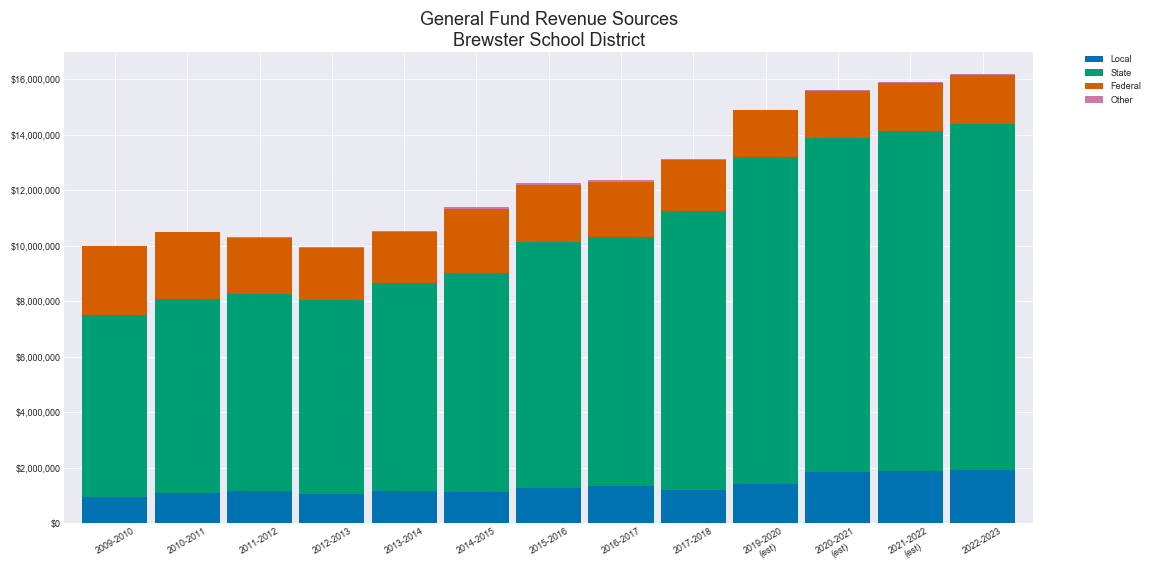 General Fund Revenue Sources
Brewster School District
Local
State
Federal
Other
$16,000,000
$14,000,000
$12,000,000
$10,000,000
$8,000,000
$6,000,000
$4,000,000
$2,000,000
$0
2009-2010
2010-2011
2011-2012
2012-2013
2013-2014
2014-2015
2015-2016
2016-2017
2017-2018
2019-2020
(est)
2020-2021
(est)
2021-2022
(est)
2022-2023